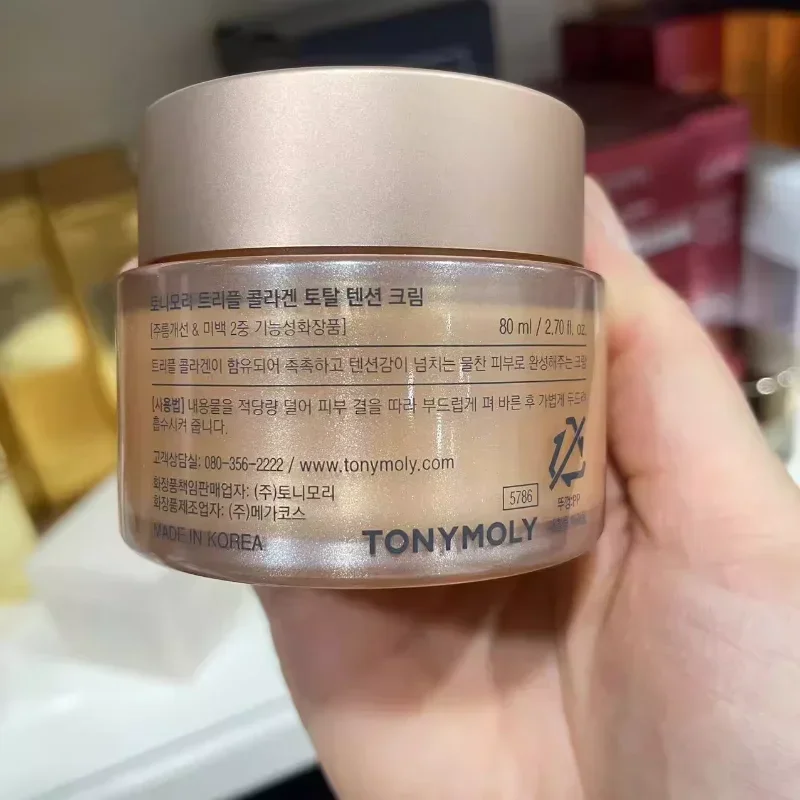 토니모리 트리플 콜라겐 토탈 텐션 크림
[주름개선 & 미백 2중 기능성화장품] 80 ml / 2.70 fl. oz.
트리플 콜라겐이 함유되어 촉촉하고 텐션감이 넘치는 물찬 피부로 완성해주는 크림
[사용법] 내용물을 적당량 덜어 피부 결을 따라 부드럽게 펴 바른 후 가볍게 두드려
흡수시켜 줍니다.
고객상담실: 080-356-2222 / www.tonymoly.com
화장품책임판매업자: (주)토니모리
화장품제조업자: (주)메가코스
5786
뚜껑:PP
MADE IN KOREA
TONYMOLY